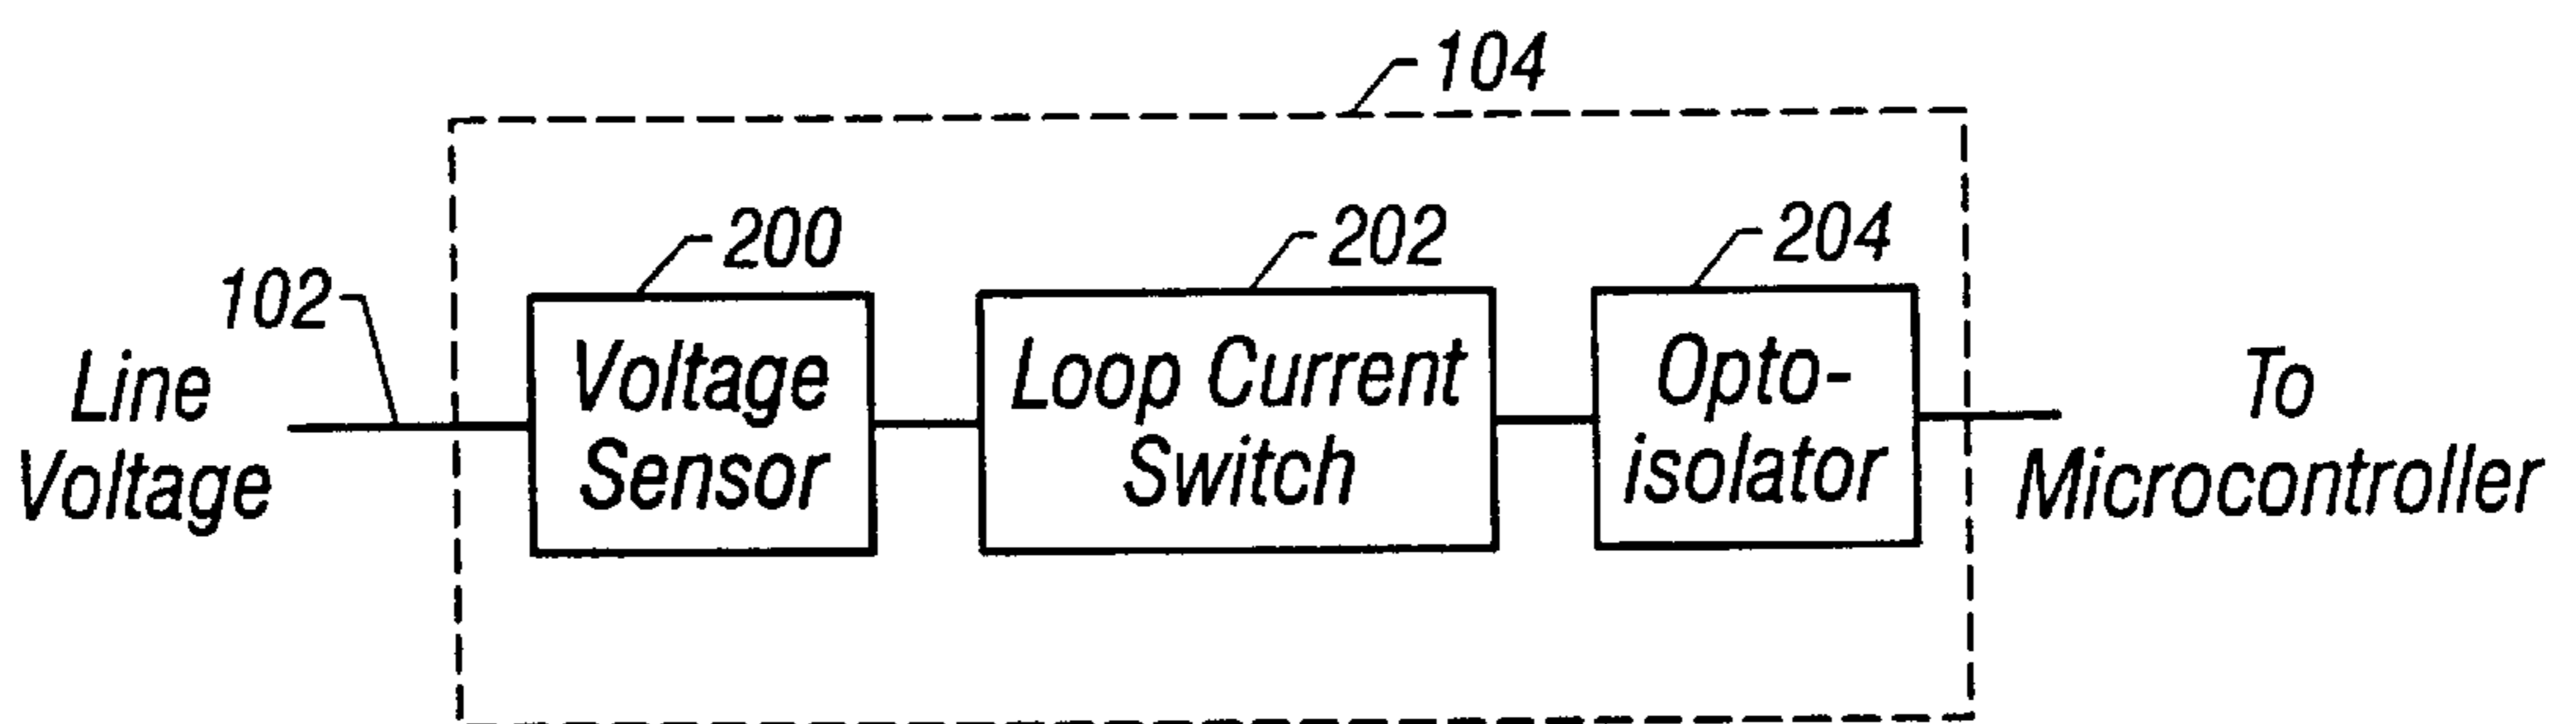 104
200
202
204
102
Line
Voltage
Voltage
Sensor
Loop Current
Switch
Opto-
isolator
To
Microcontroller